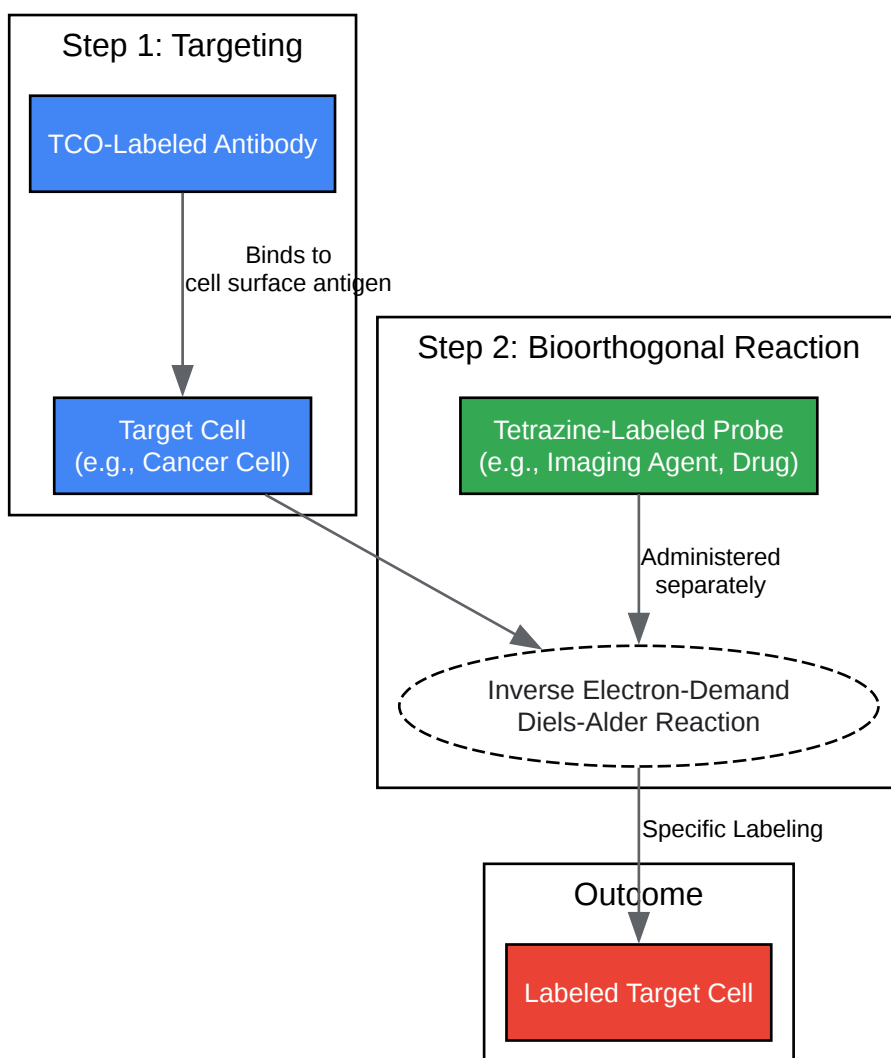 Step 1: Targeting
TCO-Labeled Antibody
Binds to
cell surface antigen
Target Cell
(e.g., Cancer Cell)
Step 2: Bioorthogonal Reaction
Tetrazine-Labeled Probe
(e.g., Imaging Agent, Drug)
Administered
separately
Inverse Electron-Demand
Diels-Alder Reaction
Specific Labeling
Outcome
Labeled Target Cell